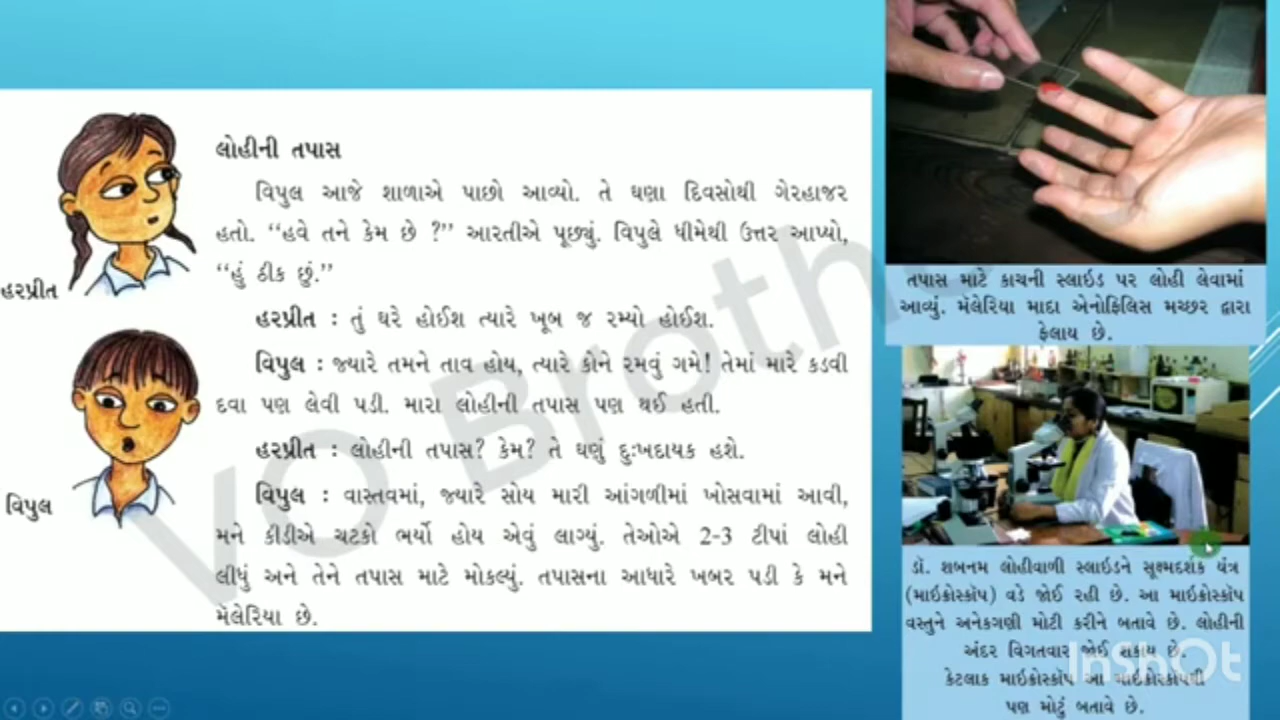 લોહીની તપાસ
વિપુલ આજે શાળાએ પાછો આવ્યો. તે ઘણા દિવસોથી ગેરહાજર
હતો. “હવે તને કેમ છે ?” આરતીએ પૂછ્યું. વિપુલે ધીમેથી ઉત્તર આપ્યો,
“હું ઠીક છું.”
હરપ્રીત
હરપ્રીત : તું ઘરે હોઈશ ત્યારે ખૂબ જ રમ્યો હોઈશ.
વિપુલ : જ્યારે તમને તાવ હોય, ત્યારે કોને રમવું ગમે! તેમાં મારે કડવી
દવા પણ લેવી પડી. મારા લોહીની તપાસ પણ થઈ હતી.
હરપ્રીત : લોહીની તપાસ? કેમ? તે ઘણું દુઃખદાયક હશે.
વિપુલ
વિપુલ : વાસ્તવમાં, જ્યારે સોય મારી આંગળીમાં ખોસવામાં આવી,
મને કીડીએ ચટકો ભર્યો હોય એવું લાગ્યું. તેઓએ 2-3 ટીપાં લોહી
લીધું અને તેને તપાસ માટે મોકલ્યું. તપાસના આધારે ખબર પડી કે મને
મૅલેરિયા છે.
તપાસ માટે કાચની સ્લાઇડ પર લોહી લેવામાં
આવ્યું. મૅલેરિયા માદા એનોફિલિસ મચ્છર દ્વારા
ફેલાય છે.
ડૉ. શબનમ લોહીવાળી સ્લાઇડને સૂક્ષ્મદર્શક યંત્ર
(માઇક્રોસ્કૉપ) વડે જોઈ રહી છે. આ માઇક્રોસ્કૉપ
વસ્તુને અનેકગણી મોટી કરીને બતાવે છે. લોહીની
અંદર વિગતવાર જોઈ શકાય છે.
કેટલાક માઇક્રોસ્કૉપ આ માઇક્રોસ્કૉપથી
પણ મોટું બતાવે છે.
VO Broth
InShOt